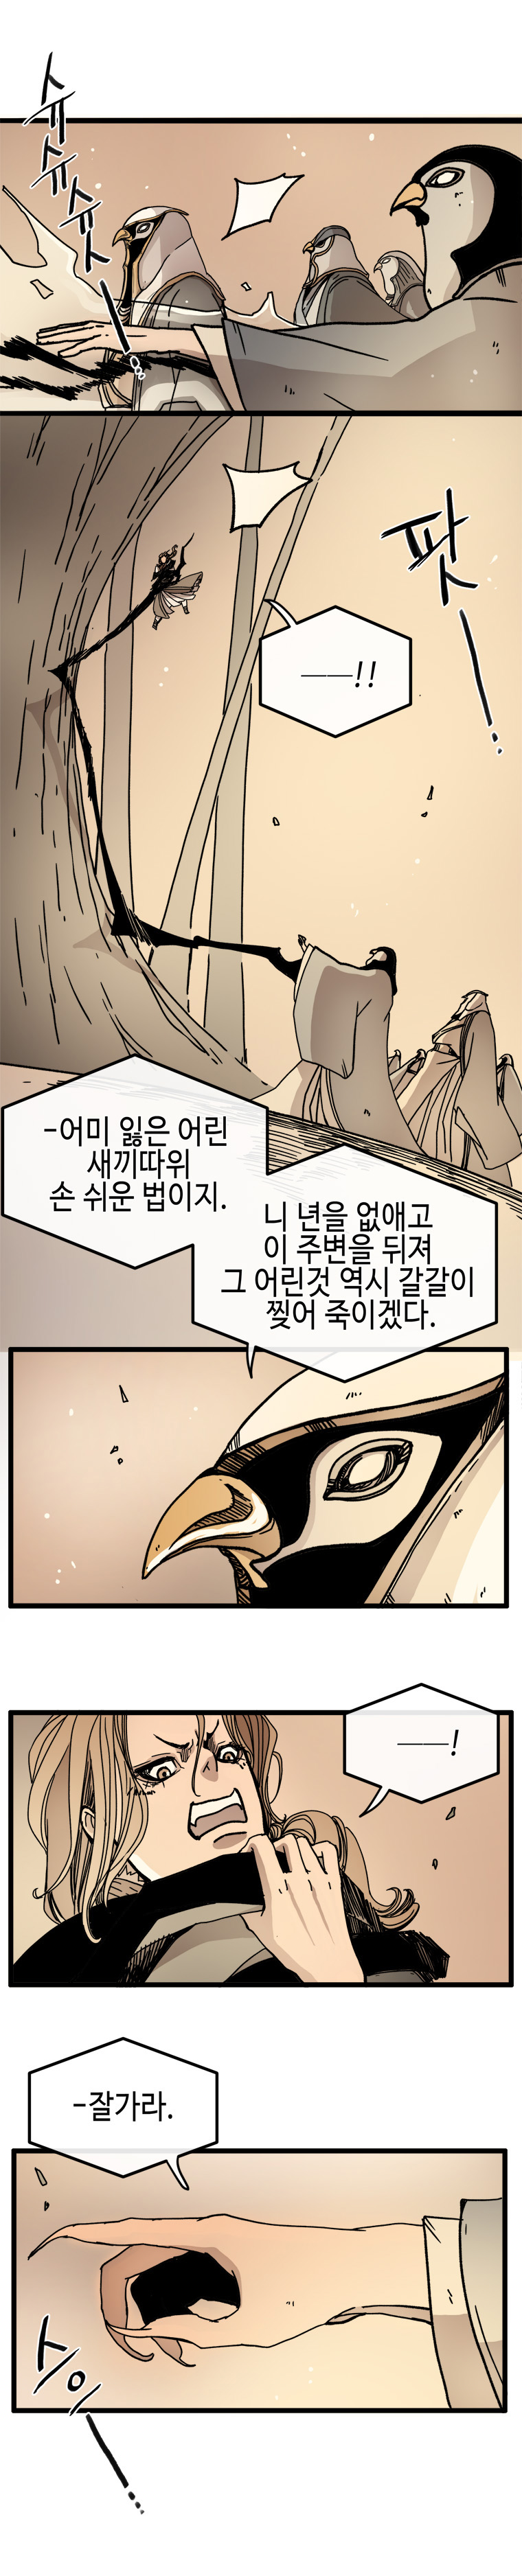 슈
슈
슈
슛
팟
——!!
-어미 잃은 어린
새끼따위
손 쉬운 법이지.
니 년을 없애고
이 주변을 뒤져
그 어린것 역시 갈갈이
찢어 죽이겠다.
——!
-잘가라.
스으